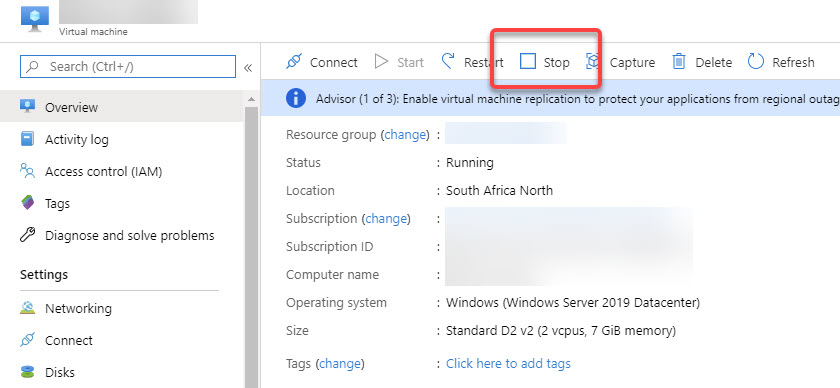 Virtual machine
Search (Ctrl+/)
«
Overview
Activity log
Access control (IAM)
Tags
Diagnose and solve problems
Settings
Networking
Connect
Disks
Connect Start Restart Stop Capture Delete Refresh
Advisor (1 of 3): Enable virtual machine replication to protect your applications from regional outag
Resource group (change) :
Status : Running
Location : South Africa North
Subscription (change) :
Subscription ID :
Computer name :
Operating system : Windows (Windows Server 2019 Datacenter)
Size : Standard D2 v2 (2 vcpus, 7 GiB memory)
Tags (change) : Click here to add tags